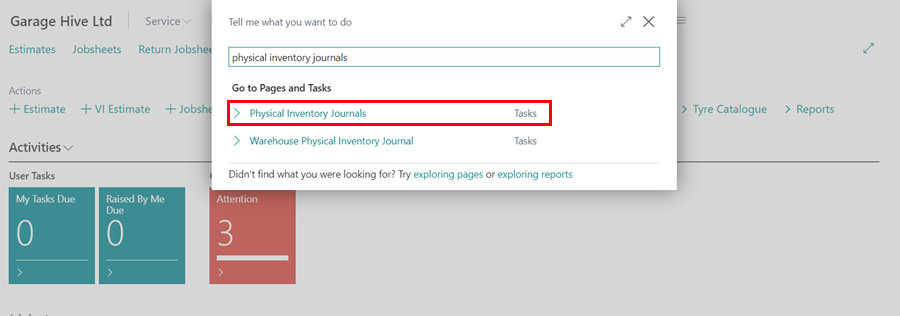 Garage Hive Ltd
Service
Tell me what you want to do
physical inventory journals
Go to Pages and Tasks
Physical Inventory Journals Tasks
Warehouse Physical Inventory Journal Tasks
Didn't find what you were looking for? Try exploring pages or exploring reports
Estimates Jobsheets Return Jobsheets
Actions
+ Estimate + VI Estimate + Jobshe
> Tyre Catalogue > Reports
Activities
User Tasks
My Tasks Due
0
Raised By Me Due
0
Attention
3